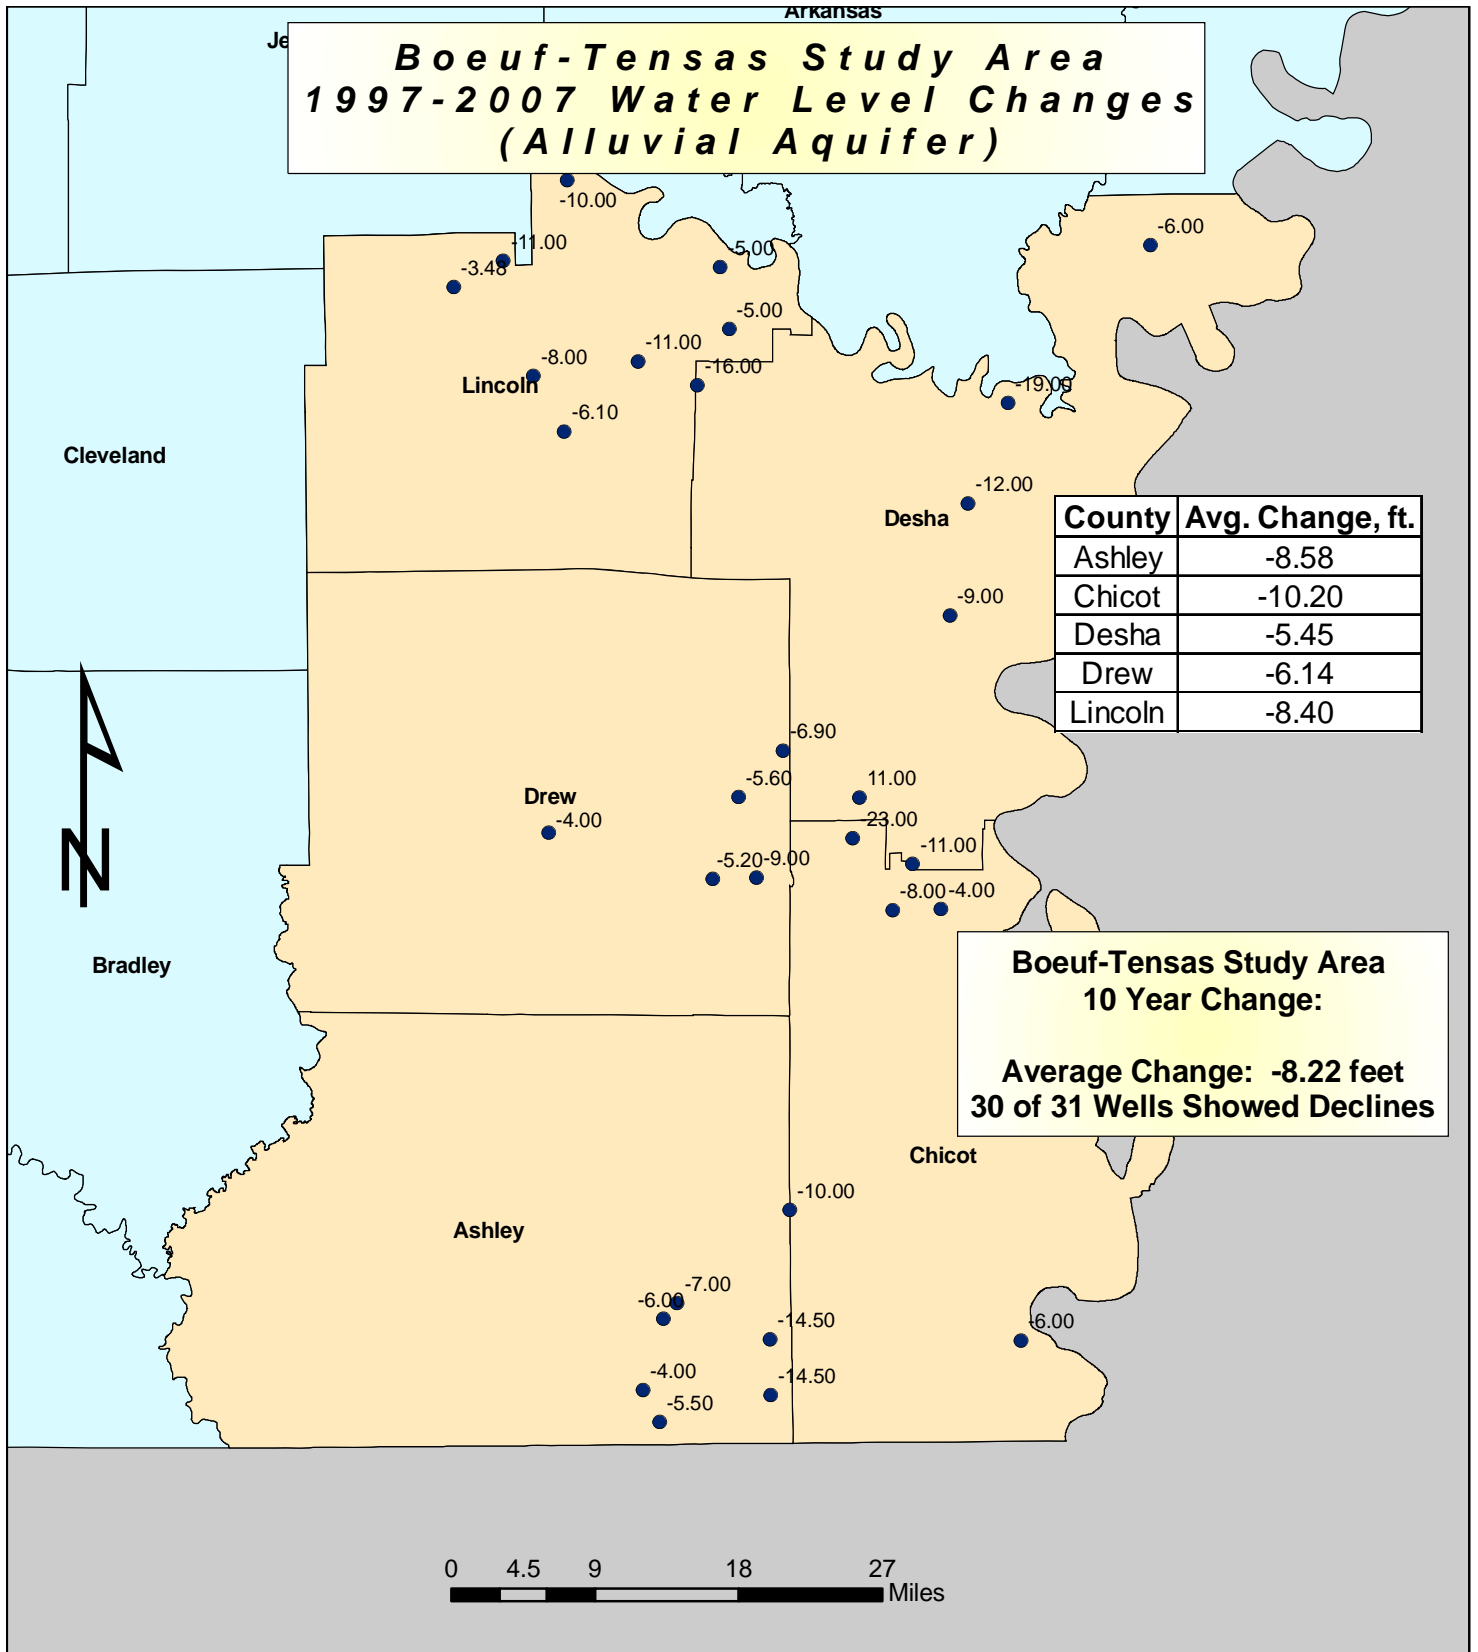 Arkansas
Je
Boeuf-Tensas Study Area
1997-2007 Water Level Changes
(Alluvial Aquifer)
-10.00
-6.00
-11.00
-5.00
-3.48
-5.00
-11.00
-8.00
-16.00
Lincoln
-19.00
-6.10
Cleveland
-12.00
Desha
County Avg. Change, ft.
Ashley -8.58
Chicot -10.20
Desha -5.45
Drew -6.14
Lincoln -8.40
-9.00
-6.90
-5.60
11.00
Drew
-4.00
-23.00
-11.00
-5.20
-9.00
-8.00
-4.00
N
Bradley
Boeuf-Tensas Study Area
10 Year Change:
Average Change: -8.22 feet
30 of 31 Wells Showed Declines
Chicot
-10.00
Ashley
-7.00
-6.00
-14.50
-6.00
-4.00
-14.50
-5.50
0 4.5 9 18 27
Miles